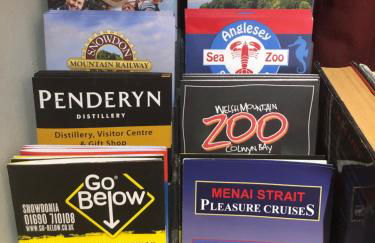 SNOWDON
MOUNTAIN RAILWAY
Anglesey
Sea Zoo
PENDERYN
DISTILLERY
Distillery, Visitor Centre
& Gift Shop
WELSH MOUNTAIN
ZOO
COLWYN BAY
Go
Below
SNOWDONIA
01690 710108
WWW.GO-BELOW.CO.UK
MENAI STRAIT
PLEASURE CRUISES